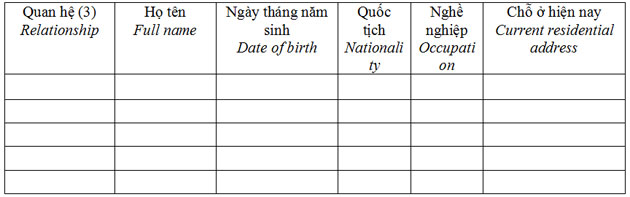 Quan hệ (3)
Relationship
Họ tên
Full name
Ngày tháng năm
sinh
Date of birth
Quốc
tịch
Nationali
ty
Nghề
nghiệp
Occupati
on
Chỗ ở hiện nay
Current residential
address